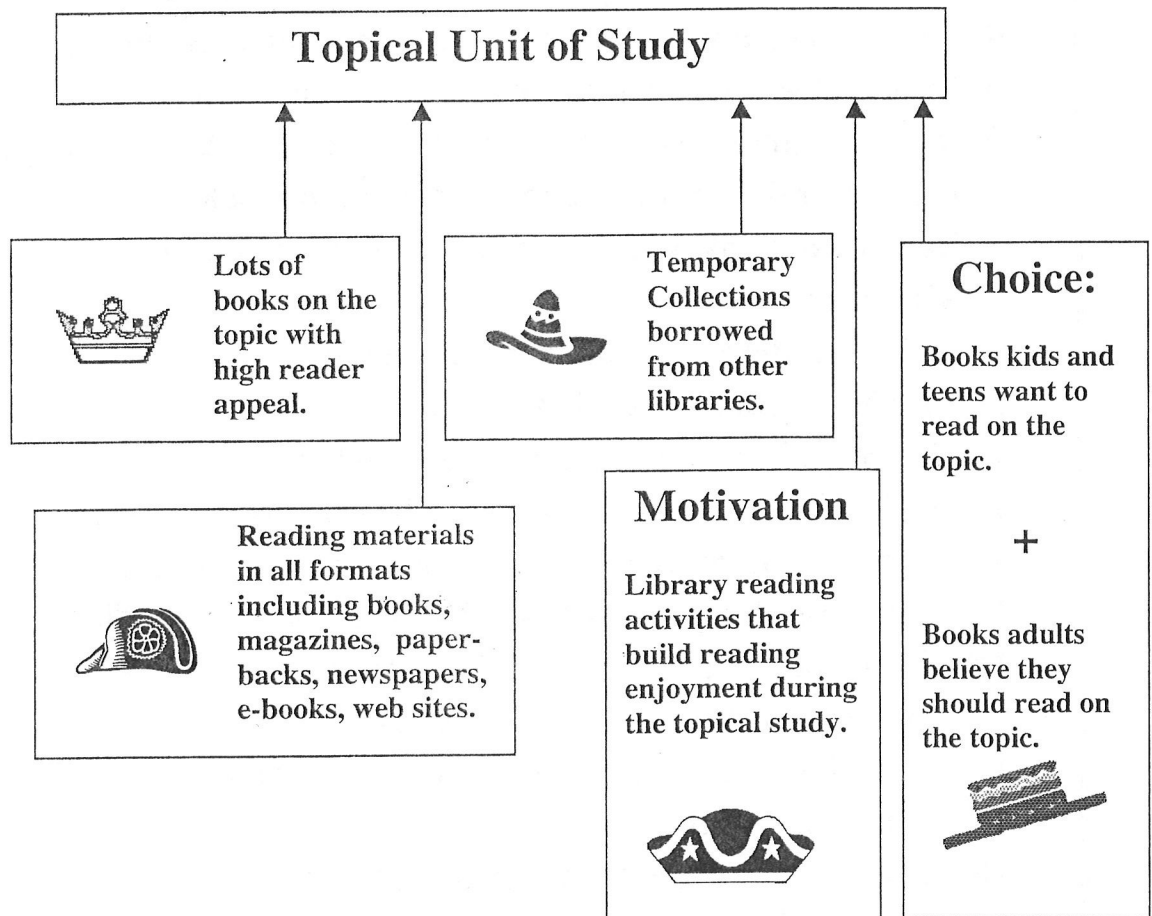 Topical Unit of Study
Lots of
books on the
topic with
high reader
appeal.
Temporary
Collections
borrowed
from other
libraries.
Choice:
Books kids and
teens want to
read on the
topic.
+
Books adults
believe they
should read on
the topic.
Reading materials
in all formats
including books,
magazines, paper-
backs, newspapers,
e-books, web sites.
Motivation
Library reading
activities that
build reading
enjoyment during
the topical study.